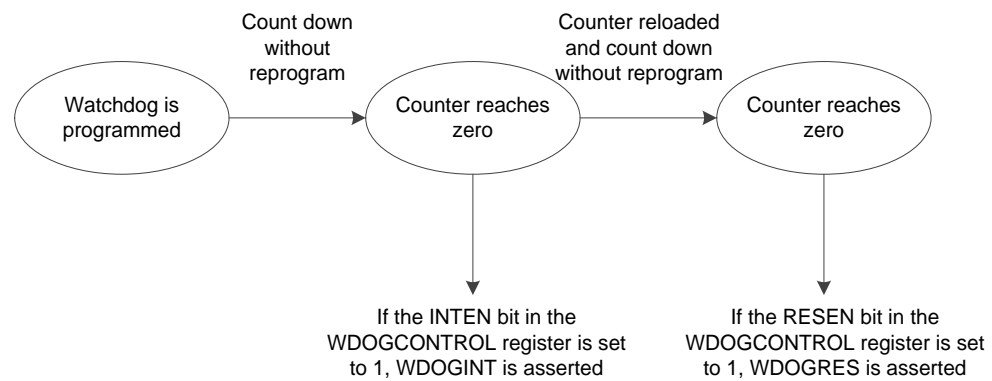 Count down
without
reprogram
Counter reloaded
and count down
without reprogram
Watchdog is
programmed
Counter reaches
zero
Counter reaches
zero
If the INTEN bit in the
WDOGCONTROL register is set
to 1, WDOGINT is asserted
If the RESEN bit in the
WDOGCONTROL register is set
to 1, WDOGRES is asserted